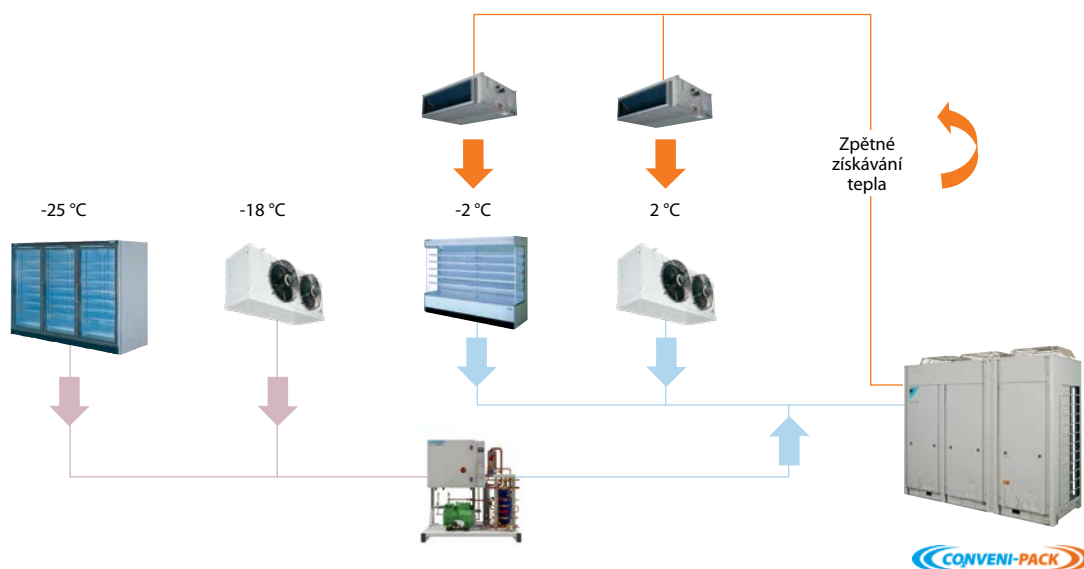 Zpětné
získávání
tepla
-25 °C
-18 °C
-2 °C
2 °C
CONVENI-PACK